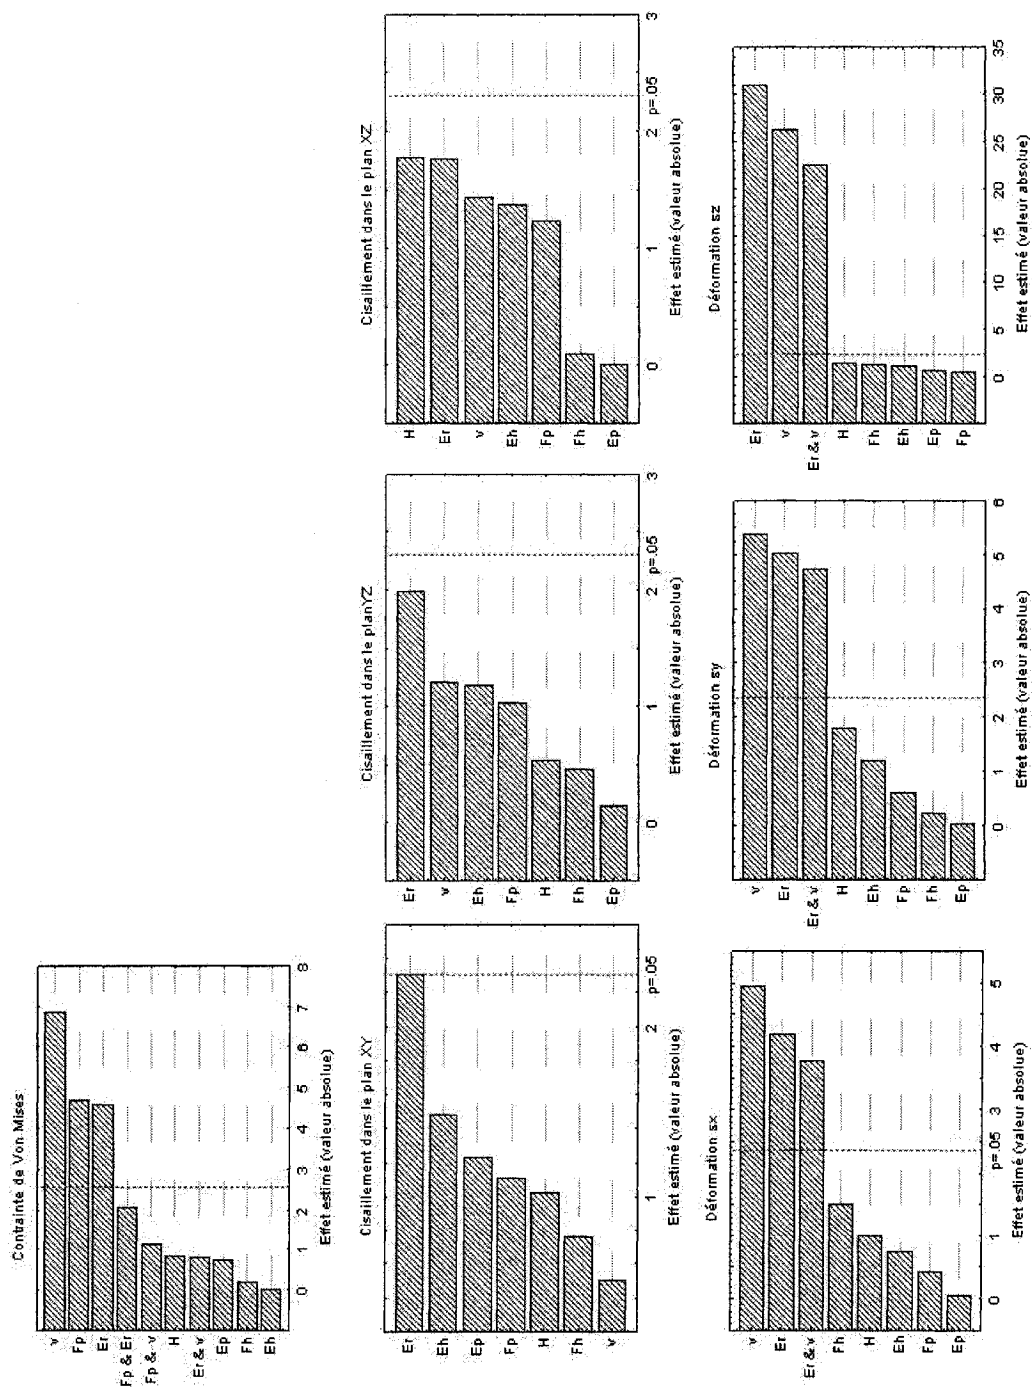 Contrainte de Von Mises
v
Fp
Er
Fp & Er
Fp & v
H
Er & v
Ep
Fh
Eh
0 1 2 3 4 5 6 7 8
Effet estimé (valeur absolue)
Cisaillement dans le plan XY
Er
Eh
Ep
Fp
H
Fh
v
1 2 p=.05
Effet estimé (valeur absolue)
Cisaillement dans le plan YZ
Er
v
Eh
Fp
H
Fh
Ep
0 1 2 p=.05 3
Effet estimé (valeur absolue)
Cisaillement dans le plan XZ
H
Er
v
Eh
Fp
Fh
Ep
0 1 2 p=.05 3
Effet estimé (valeur absolue)
Déformation sx
v
Er
Er & v
Fh
H
Eh
Fp
Ep
0 1 p=.05 3 4 5
Effet estimé (valeur absolue)
Déformation sy
v
Er
Er & v
H
Eh
Fp
Fh
Ep
0 1 2 3 4 5 6
Effet estimé (valeur absolue)
Déformation sz
Er
v
Er & v
H
Fh
Eh
Ep
Fp
0 5 10 15 20 25 30 35
Effet estimé (valeur absolue)